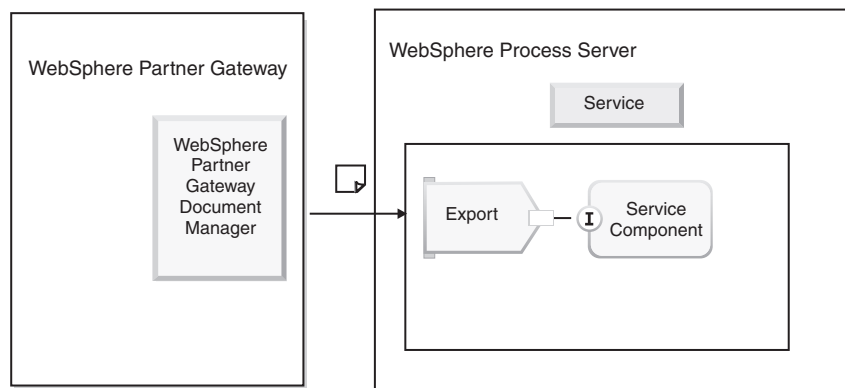 WebSphere Partner Gateway
WebSphere
Partner
Gateway
Document
Manager
WebSphere Process Server
Service
Export
I
Service
Component